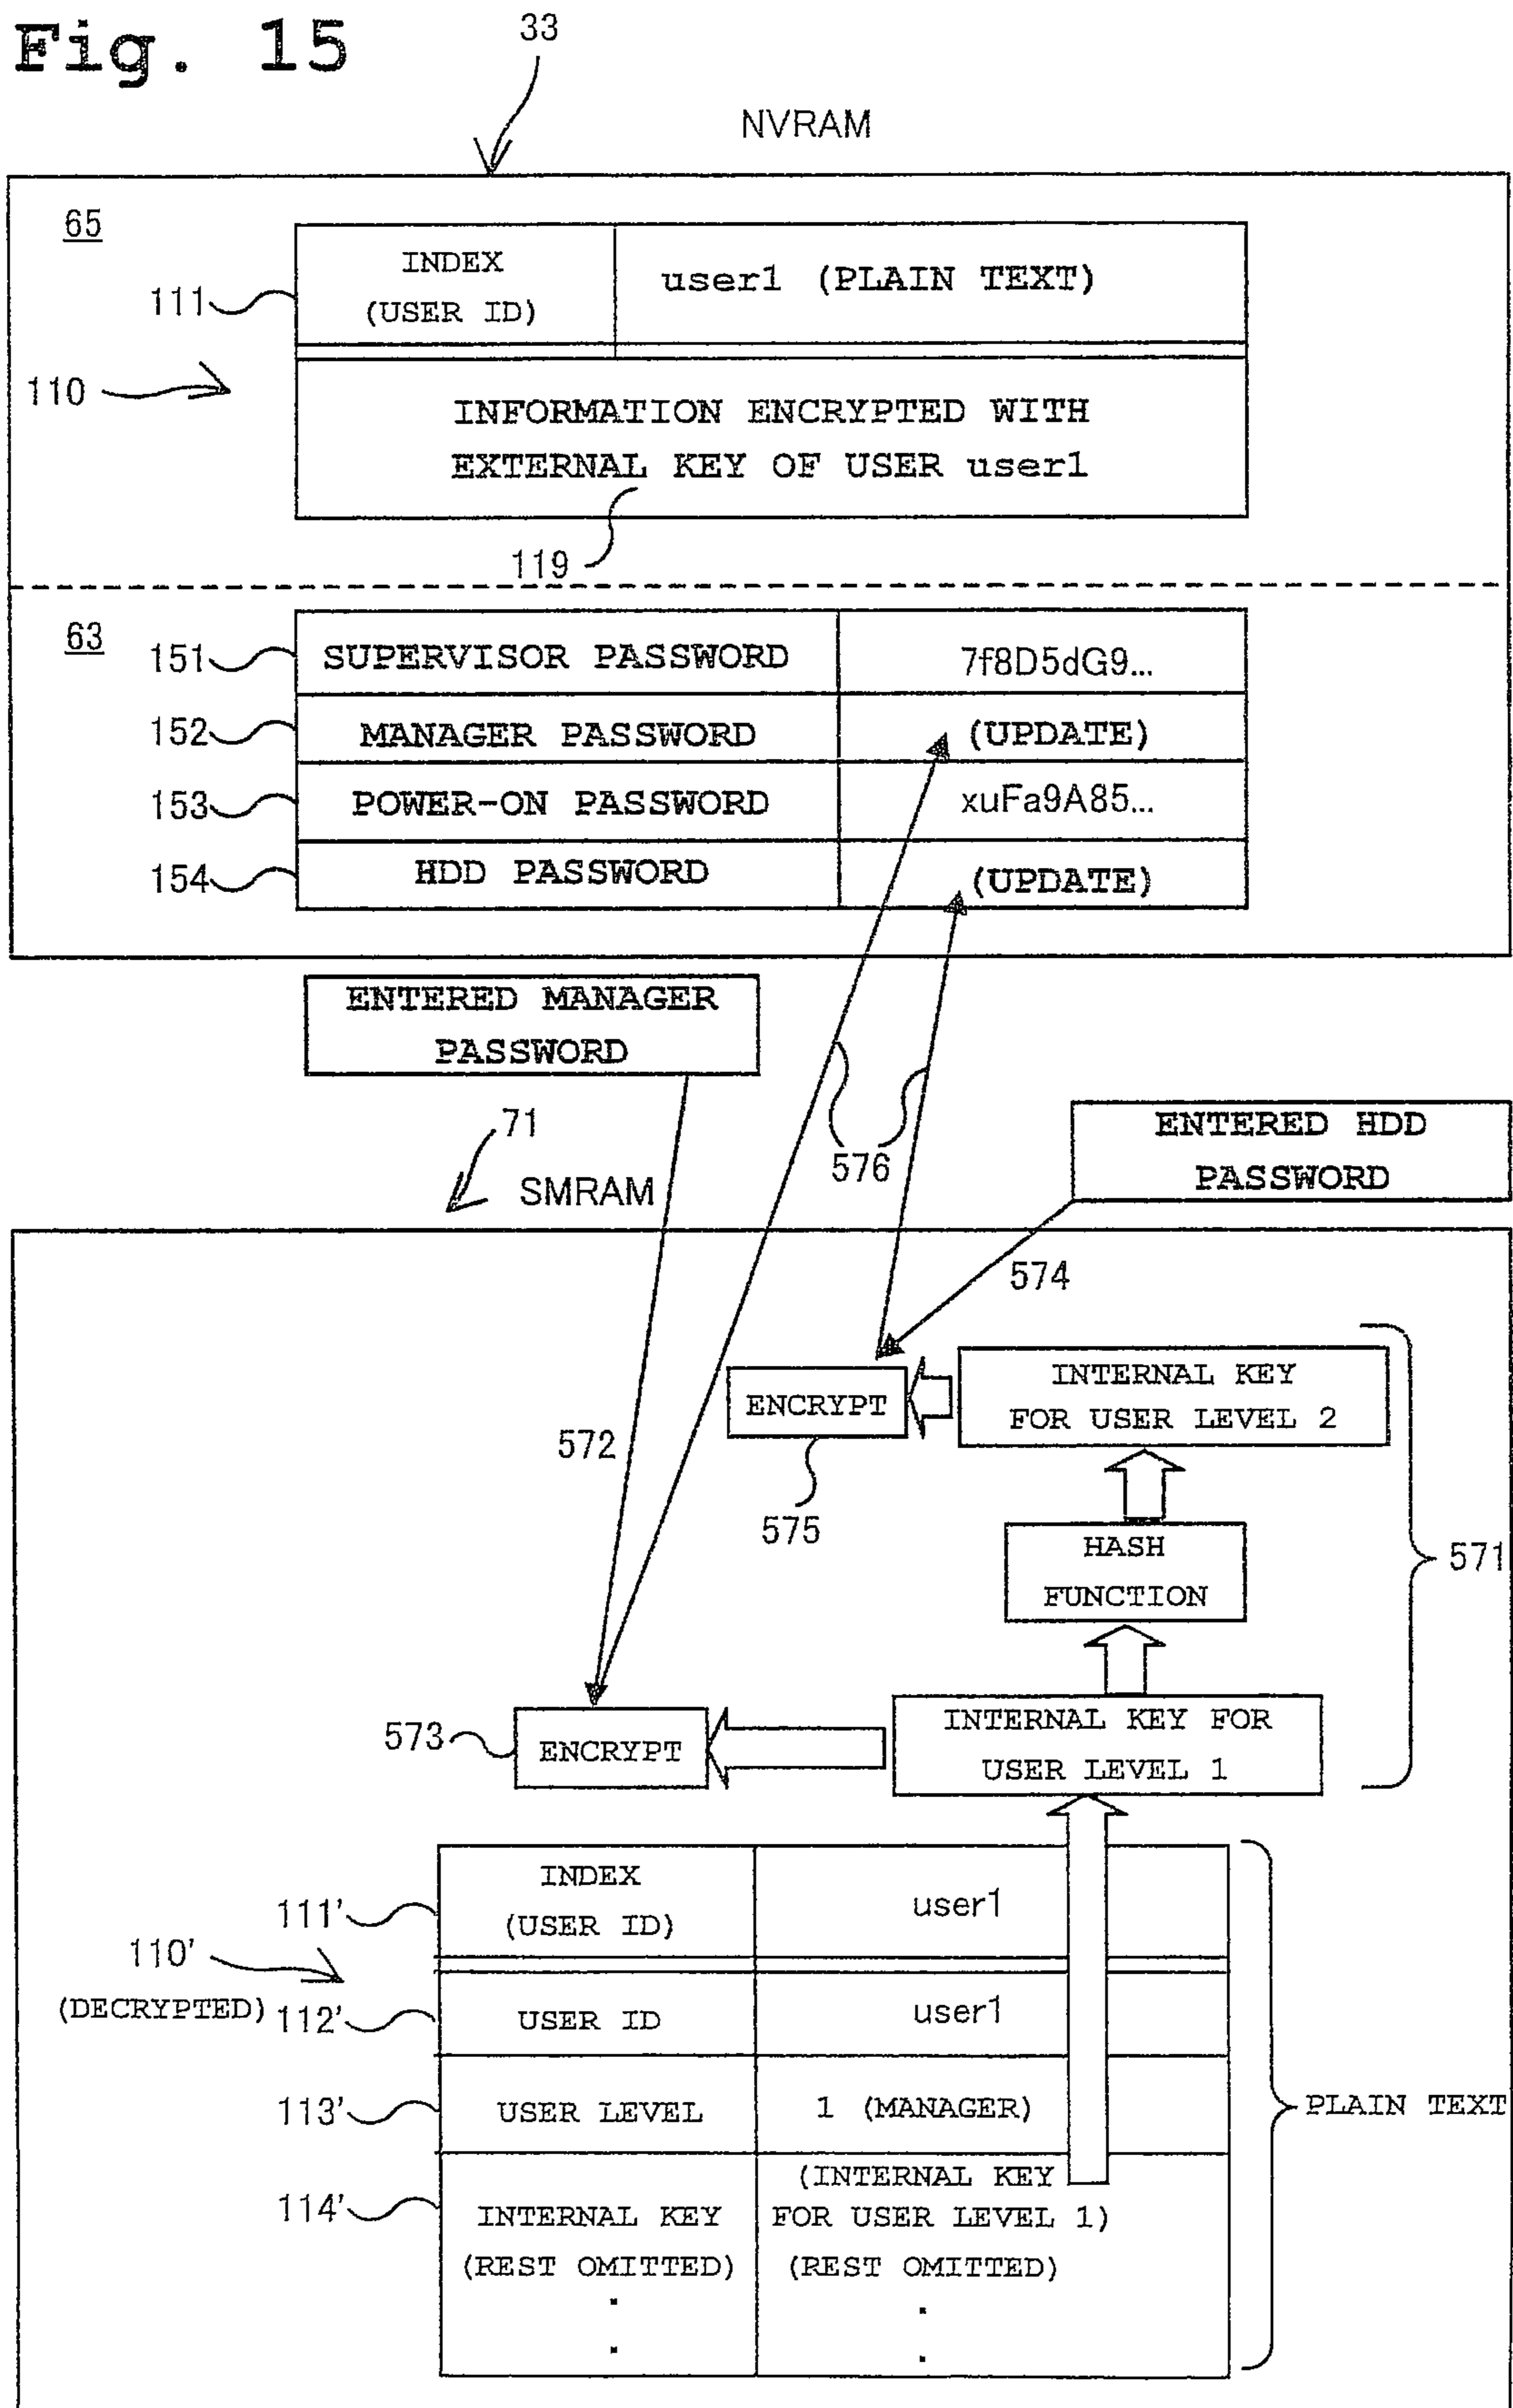 Fig. 15
33
NVRAM
65
INDEX
(USER ID)
user1 (PLAIN TEXT)
111
110
INFORMATION ENCRYPTED WITH
EXTERNAL KEY OF USER user1
119
63
151
SUPERVISOR PASSWORD
7f8D5dG9...
152
MANAGER PASSWORD
(UPDATE)
153
POWER-ON PASSWORD
xuFa9A85...
154
HDD PASSWORD
(UPDATE)
ENTERED MANAGER
PASSWORD
71
SMRAM
576
ENTERED HDD
PASSWORD
574
572
ENCRYPT
575
INTERNAL KEY
FOR USER LEVEL 2
HASH
FUNCTION
571
573
ENCRYPT
INTERNAL KEY FOR
USER LEVEL 1
111'
INDEX
(USER ID)
user1
110'
(DECRYPTED)
112'
USER ID
user1
113'
USER LEVEL
1 (MANAGER)
PLAIN TEXT
114'
INTERNAL KEY
(REST OMITTED)
.
.
(INTERNAL KEY
FOR USER LEVEL 1)
(REST OMITTED)
.
.